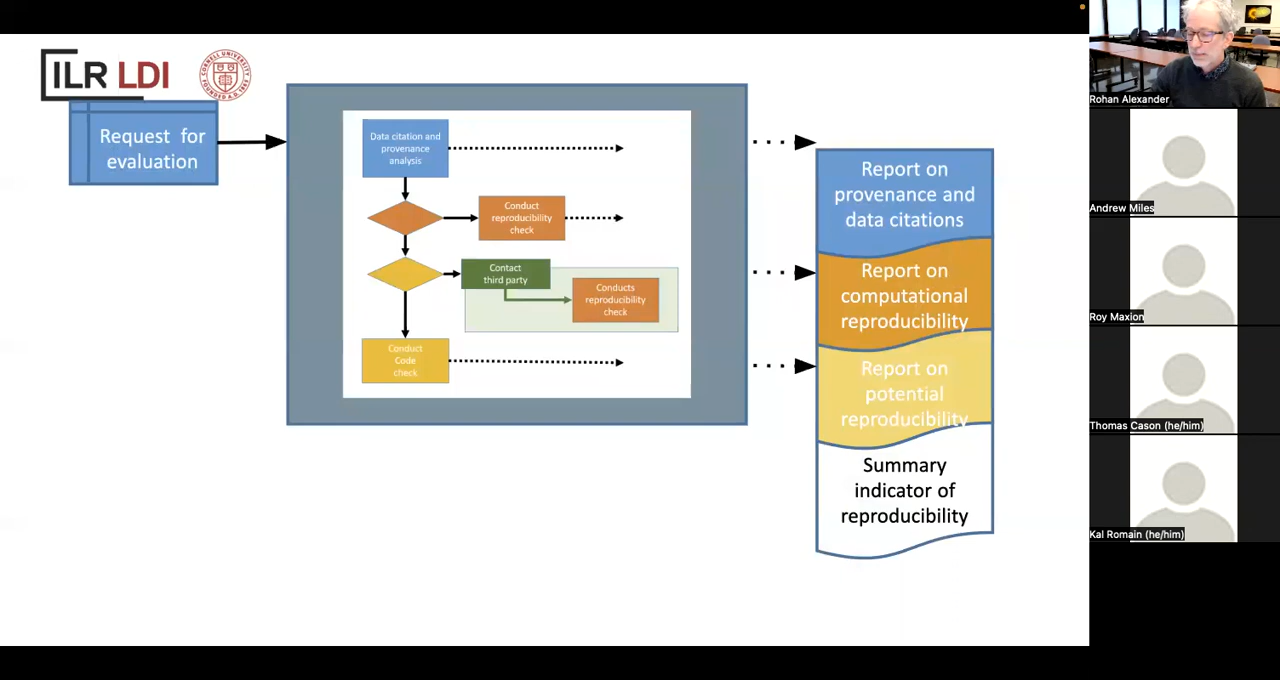 ILR LDI
CORNELL UNIVERSITY
Request for
evaluation
Data citation and
provenance
analysis
Conduct
reproducibility
check
Contact
third party
Conducts
reproducibility
check
Conduct
Code
check
Report on
provenance and
data citations
Report on
computational
reproducibility
Report on
potential
reproducibility
Summary
indicator of
reproducibility
Rohan Alexander
Andrew Miles
Roy Maxion
Thomas Cason (he/him)
Kal Romain (he/him)